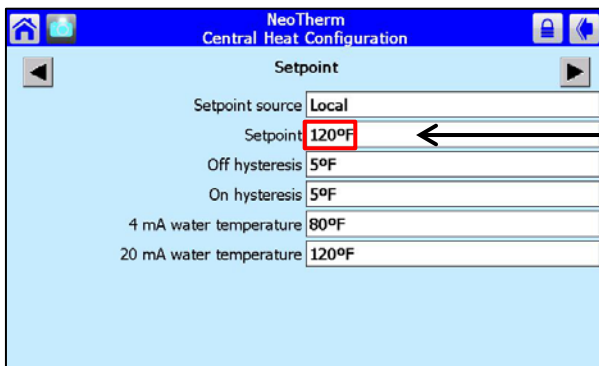 NeoTherm
Central Heat Configuration
Setpoint
Setpoint source Local
Setpoint 120ºF
Off hysteresis 5ºF
On hysteresis 5ºF
4 mA water temperature 80ºF
20 mA water temperature 120ºF